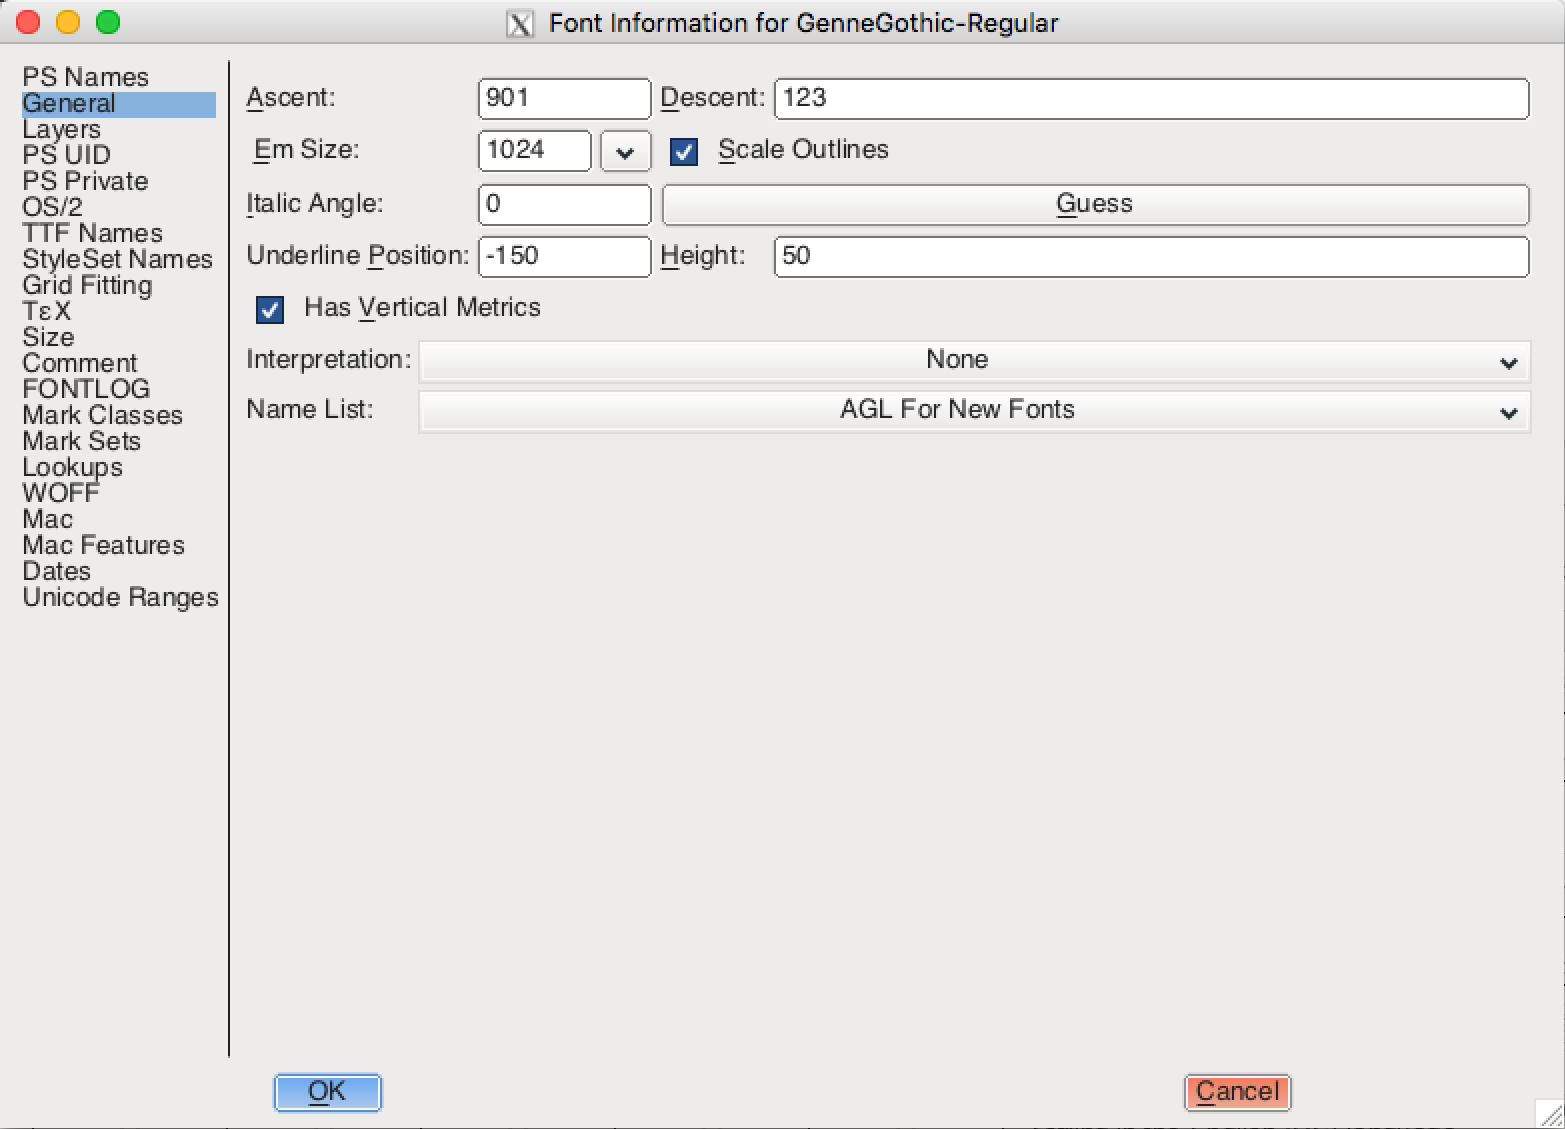 Font Information for GenneGothic-Regular
PS Names
General
Layers
PS UID
PS Private
OS/2
TTF Names
StyleSet Names
Grid Fitting
TεX
Size
Comment
FONTLOG
Mark Classes
Mark Sets
Lookups
WOFF
Mac
Mac Features
Dates
Unicode Ranges
Ascent: 901 Descent: 123
Em Size: 1024 Scale Outlines
Italic Angle: 0 Guess
Underline Position: -150 Height: 50
Has Vertical Metrics
Interpretation: None
Name List: AGL For New Fonts
OK Cancel